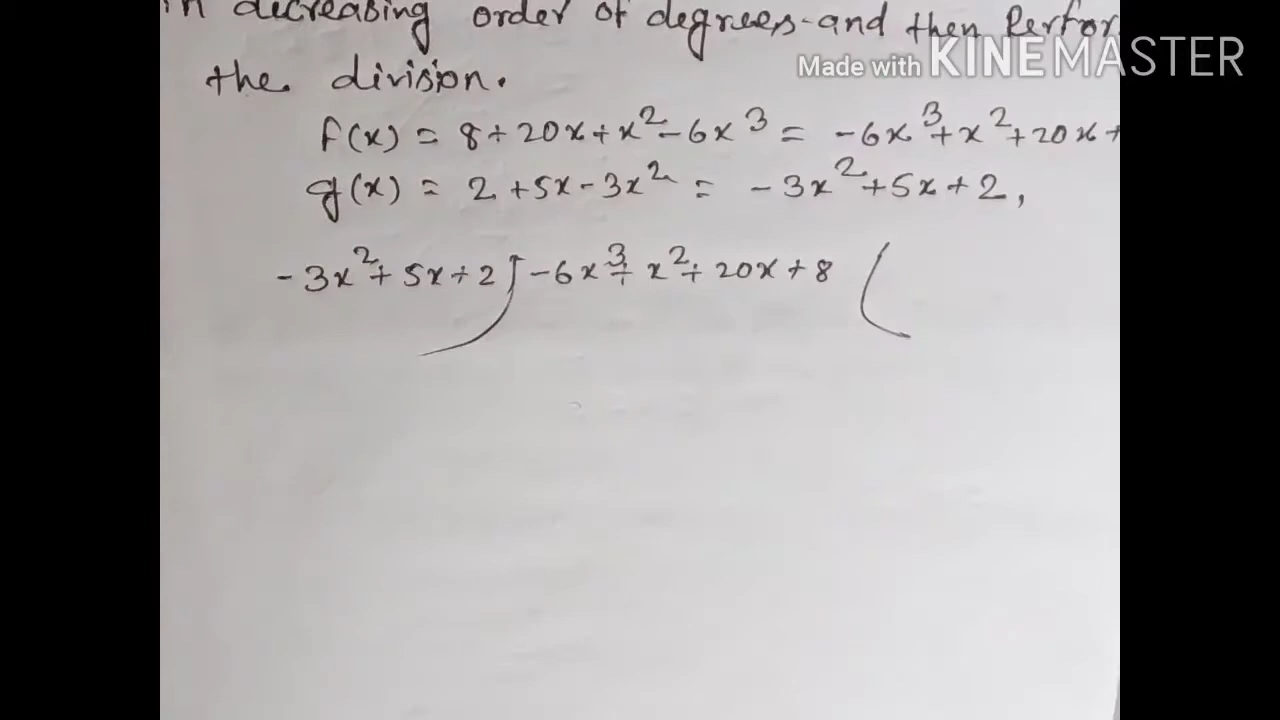 in decreasing order of degrees-and then Perfor
Made with KINEMASTER
the division.
f(x) = 8+20x+x²-6x³ = -6x³+x²+20x+
g(x) = 2+5x-3x² = -3x²+5x+2,
-3x²+5x+2)-6x³+x²+20x+8(